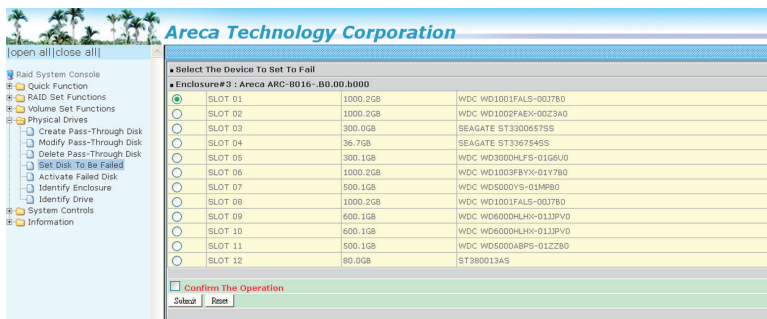 Areca Technology Corporation
|open all|close all|
Raid System Console
Quick Function
RAID Set Functions
Volume Set Functions
Physical Drives
Create Pass-Through Disk
Modify Pass-Through Disk
Delete Pass-Through Disk
Set Disk To Be Failed
Activate Failed Disk
Identify Enclosure
Identify Drive
System Controls
Information
Select The Device To Set To Fail
Enclosure#3 : Areca ARC-8016-.B0.00.b000
SLOT 01 1000.2GB WDC WD1001FALS-00J7B0
SLOT 02 1000.2GB WDC WD1002FAEX-00Z3A0
SLOT 03 300.0GB SEAGATE ST3300657SS
SLOT 04 36.7GB SEAGATE ST336754SS
SLOT 05 300.1GB WDC WD3000HLFS-01G6U0
SLOT 06 1000.2GB WDC WD1003FBYX-01Y7B0
SLOT 07 500.1GB WDC WD5000YS-01MPB0
SLOT 08 1000.2GB WDC WD1001FALS-00J7B0
SLOT 09 600.1GB WDC WD6000HLHX-01JJPV0
SLOT 10 600.1GB WDC WD6000HLHX-01JJPV0
SLOT 11 500.1GB WDC WD5000ABPS-01ZZB0
SLOT 12 80.0GB ST380013AS
Confirm The Operation
Submit Reset